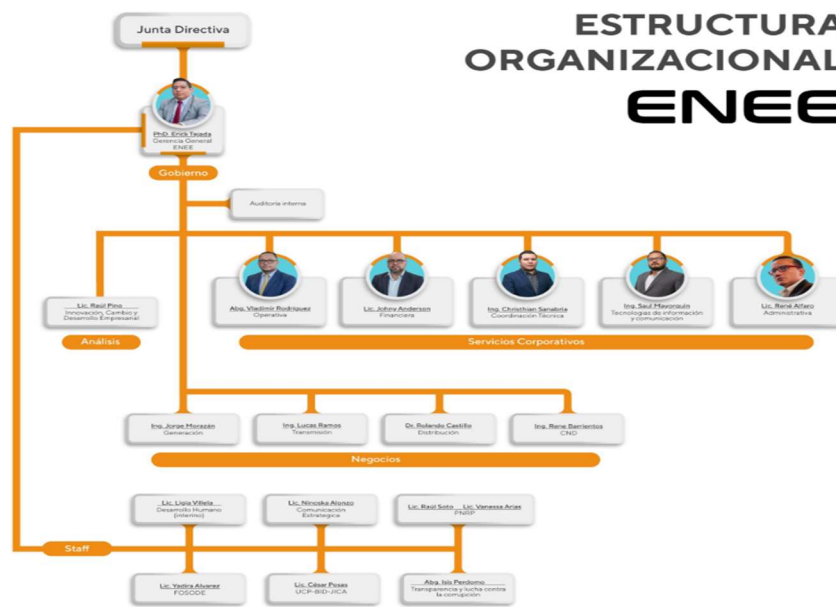 ESTRUCTURA
ORGANIZACIONAL
ENEE
Junta Directiva
PhD. Erick Tejada
Gerencia General
ENEE
Gobierno
Auditoría interna
Lic. Raúl Pino
Innovación, Cambio y
Desarrollo Empresarial
Análisis
Abg. Vladimir Rodríguez
Operativa
Lic. Johny Anderson
Financiera
Ing. Christhian Sanabria
Coordinación Técnica
Ing. Saul Mayorquin
Tecnologías de información
y comunicación
Lic. René Alfaro
Administrativa
Servicios Corporativos
Ing. Jorge Morazán
Generación
Ing. Lucas Ramos
Transmisión
Dr. Rolando Castillo
Distribución
Ing. Rene Barrientos
CND
Negocios
Lic. Ligia Villela
Desarrollo Humano
(interino)
Lic. Ninoska Alonzo
Comunicación
Estrategica
Lic. Raúl Soto Lic. Vanessa Arias
PNRP
Staff
Lic. Yadira Alvarez
FOSODE
Lic. César Posas
UCP-BID-JICA
Abg. Isis Perdomo
Transparencia y lucha contra
la corrupción